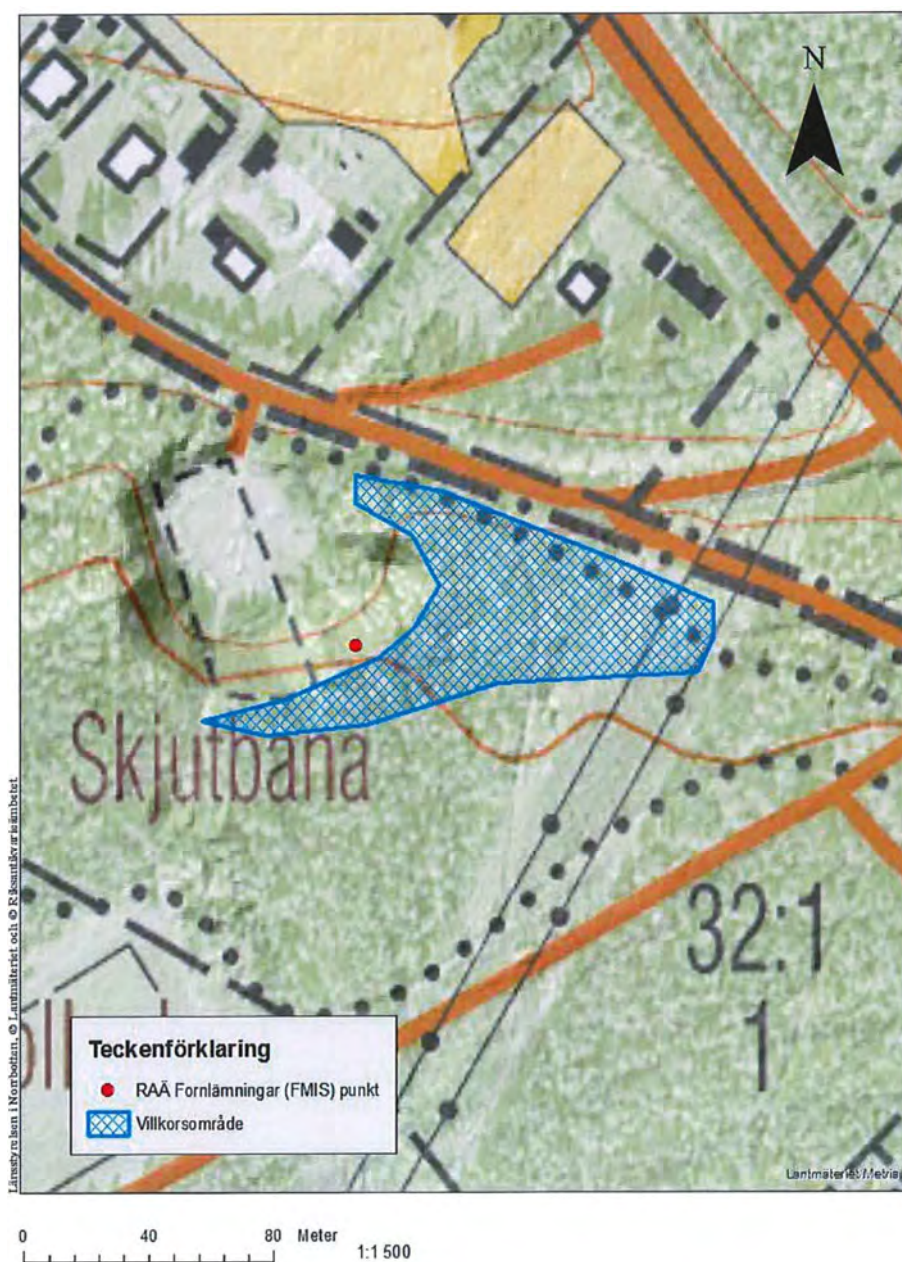 N
Skjutbana
32:1
1
Länsstyrelsen i Norrbotten, © Lantmäteriet och © Riksantikvarieämbetet
Teckenförklaring
RAÄ Fornlämningar (FMIS) punkt
Villkorsområde
Lantmäteriet Metria
0 40 80 Meter
1:1 500